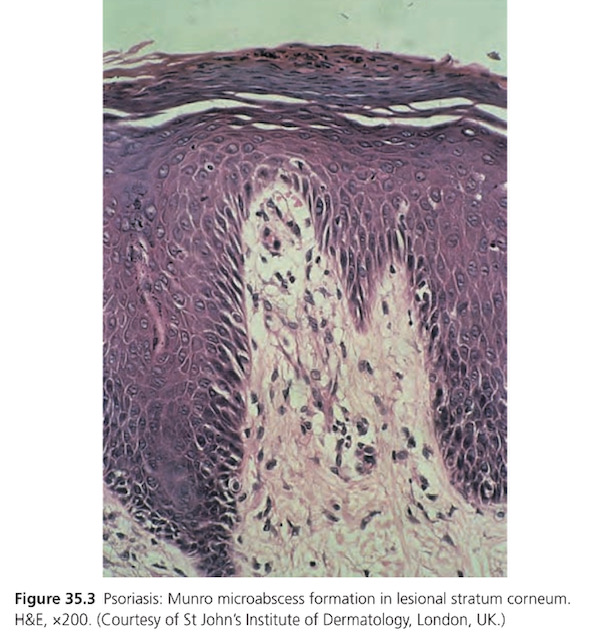 Figure 35.3 Psoriasis: Munro microabscess formation in lesional stratum corneum.
H&E, ×200. (Courtesy of St John’s Institute of Dermatology, London, UK.)